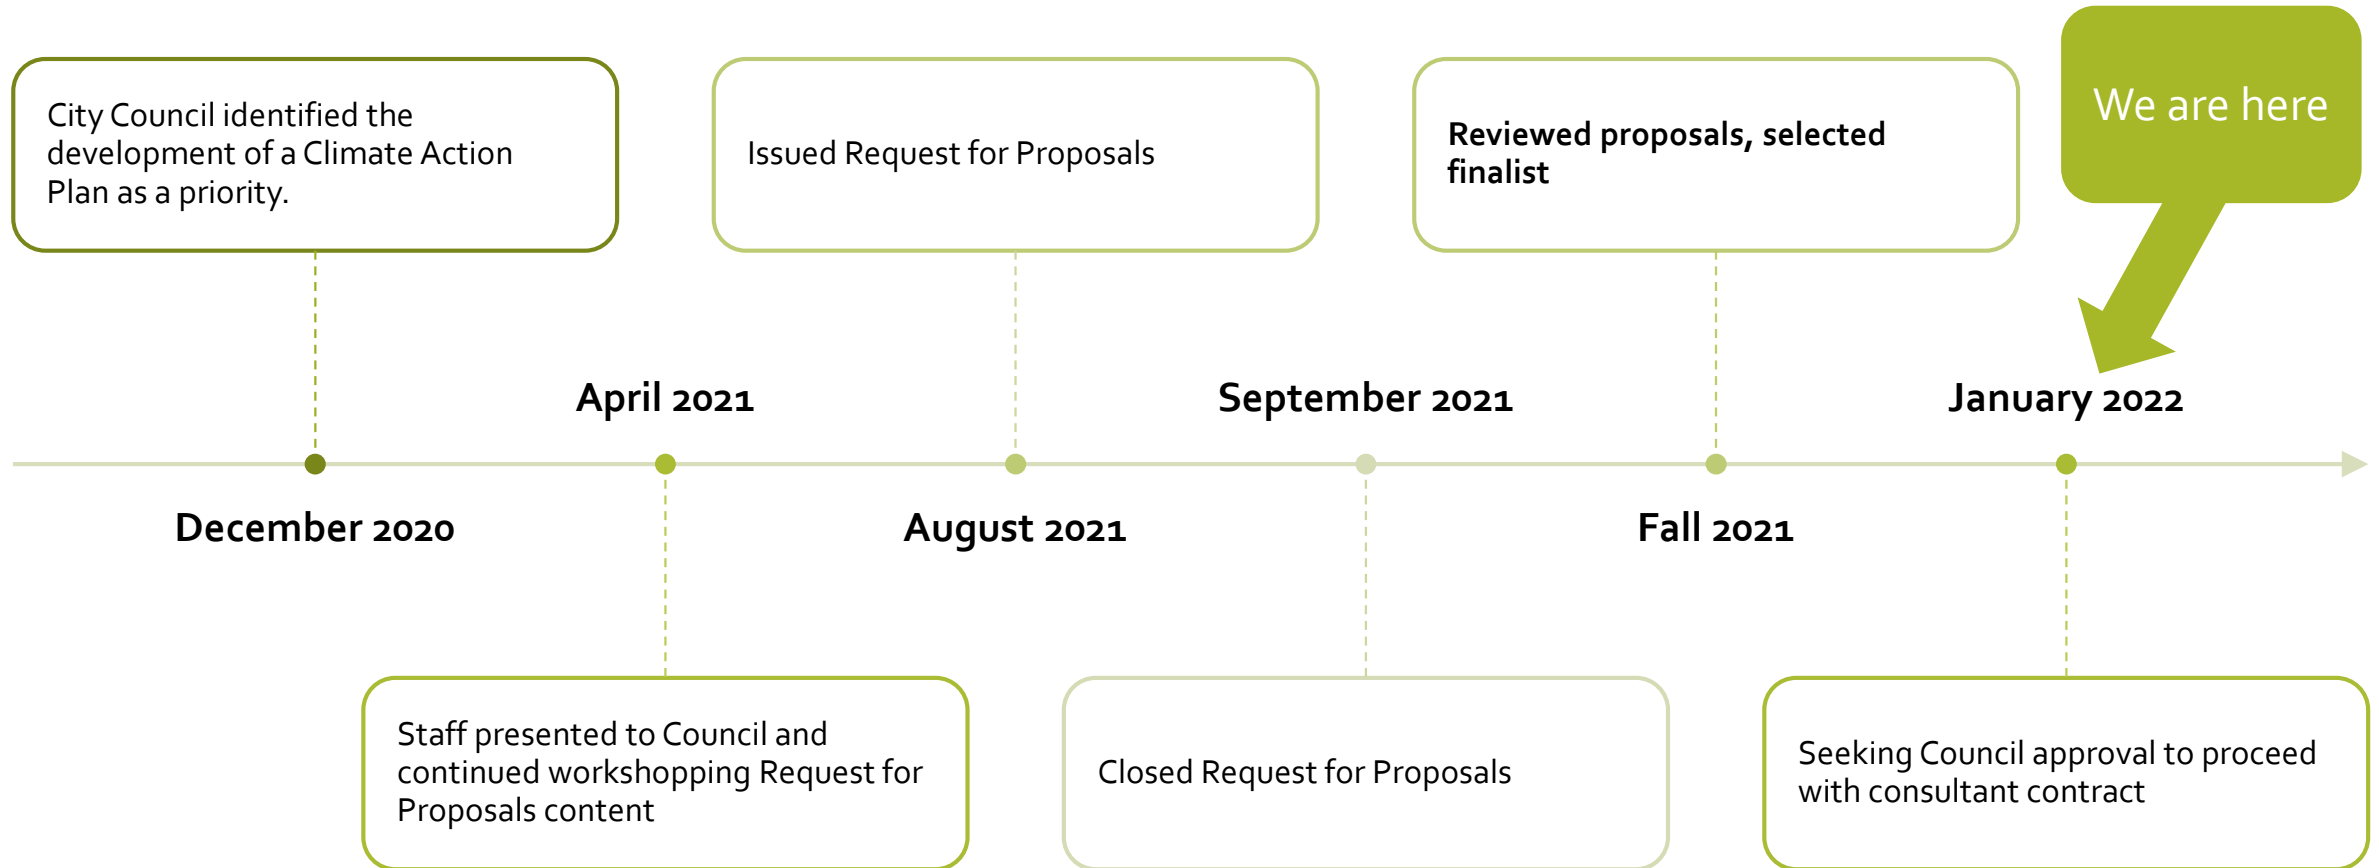 City Council identified the
development of a Climate Action
Plan as a priority.
Issued Request for Proposals
Reviewed proposals, selected
finalist
We are here
April 2021
September 2021
January 2022
December 2020
August 2021
Fall 2021
Staff presented to Council and
continued workshopping Request for
Proposals content
Closed Request for Proposals
Seeking Council approval to proceed
with consultant contract